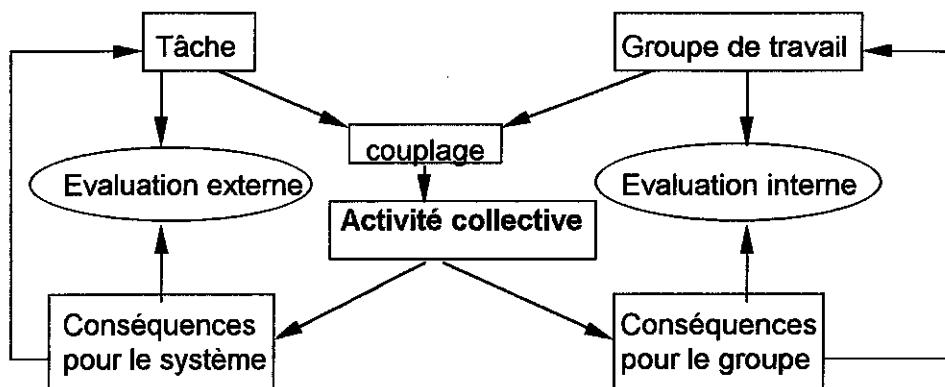 Tâche
Groupe de travail
couplage
Evaluation externe
Evaluation interne
Activité collective
Conséquences
pour le système
Conséquences
pour le groupe